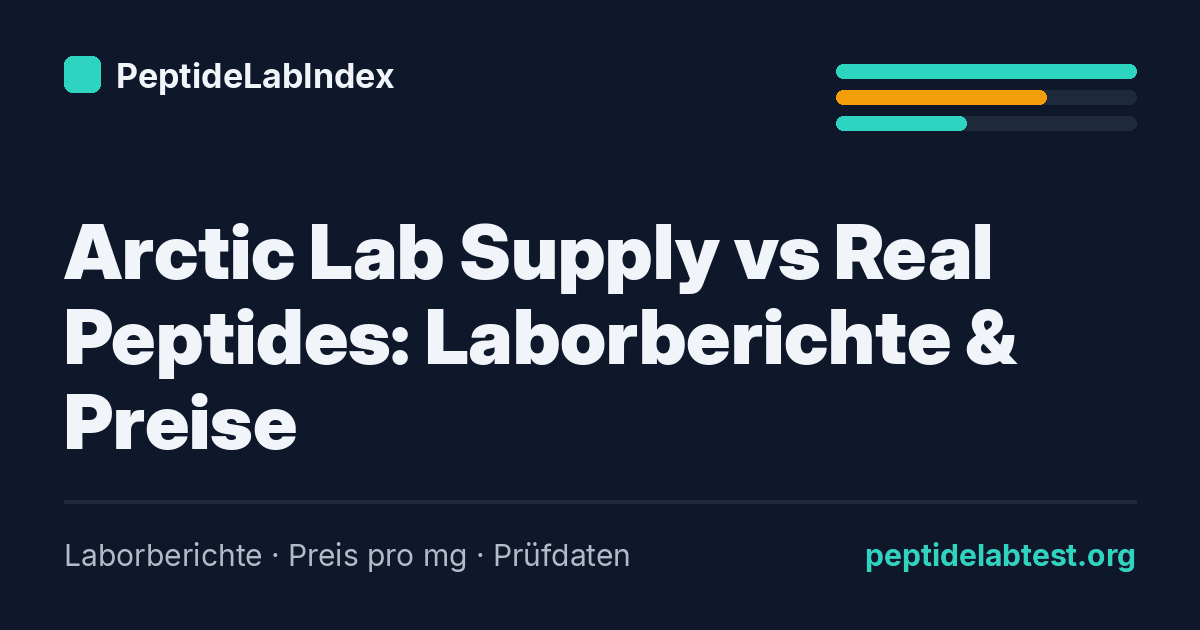 PeptideLabIndex
Arctic Lab Supply vs Real
Peptides: Laborberichte &
Preise
Laborberichte · Preis pro mg · Prüfdaten
peptidelabtest.org